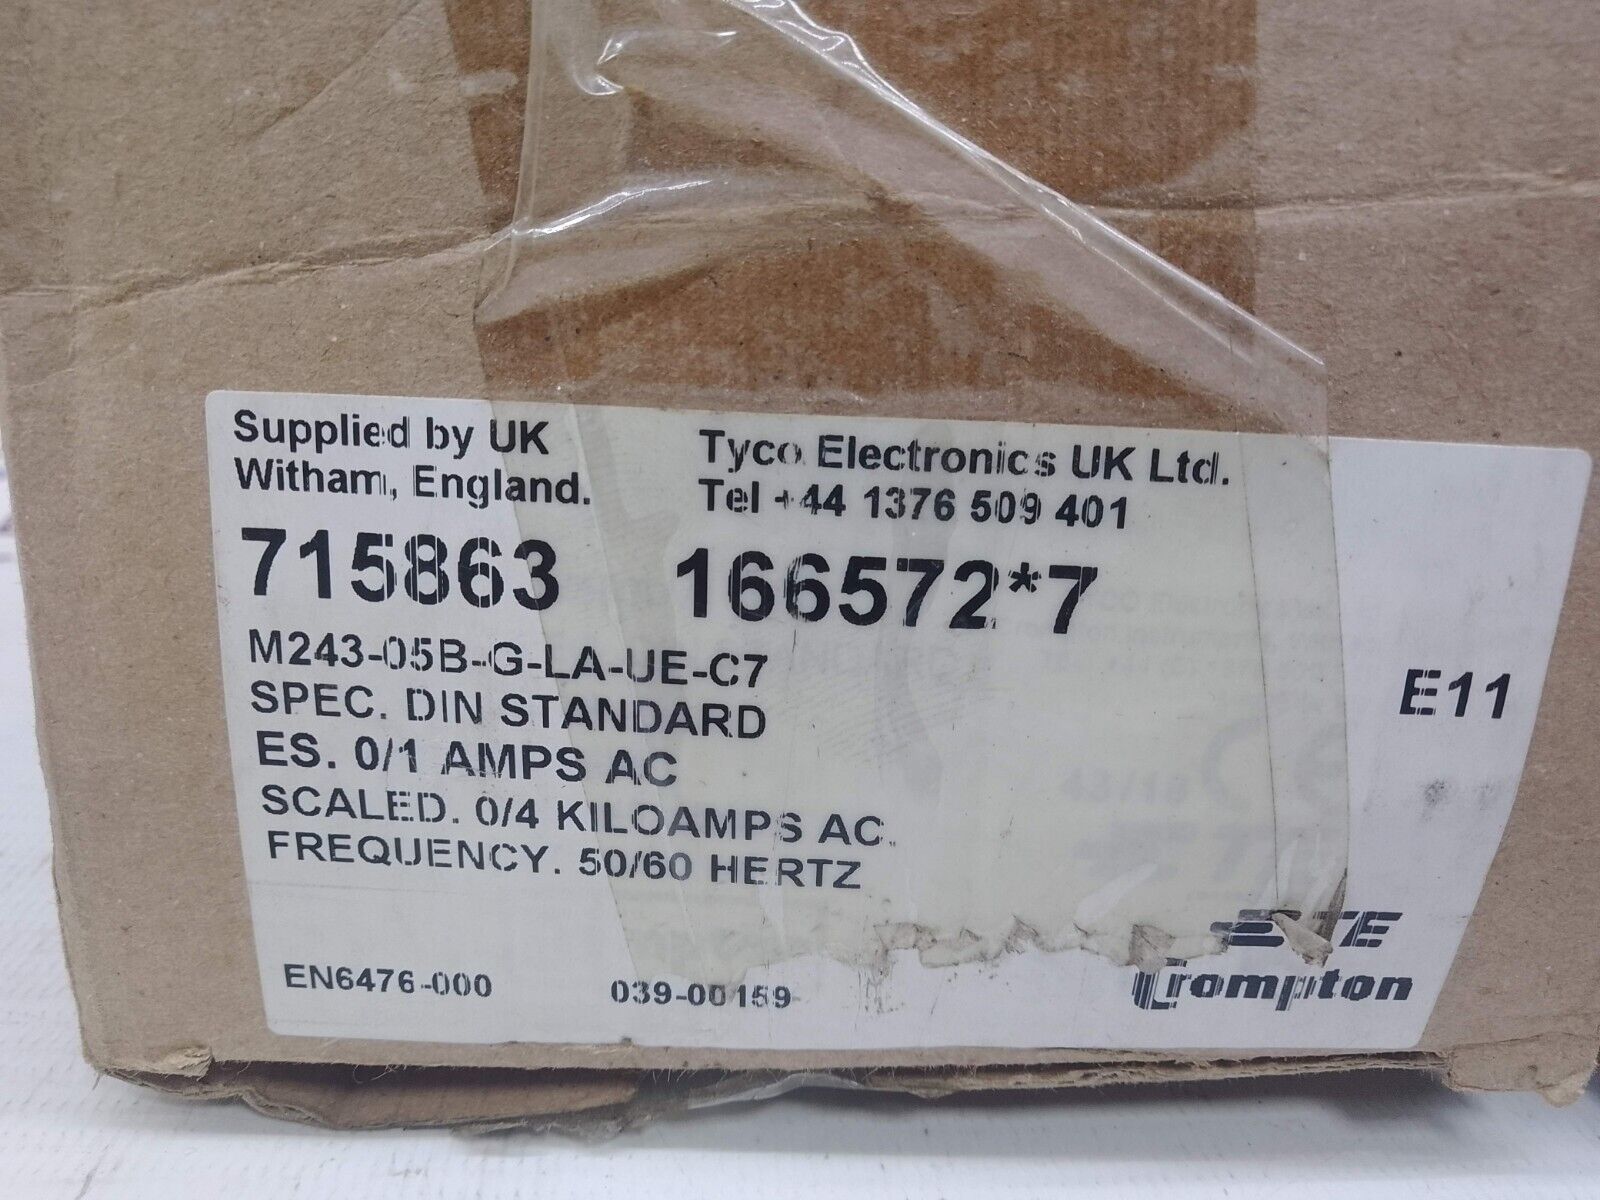 Supplied by UK Tyco Electronics UK Ltd.
Witham, England. Tel +44 1376 509 401
715863 166572*7
M243-05B-G-LA-UE-C7
SPEC. DIN STANDARD
E11
ES. 0/1 AMPS AC
SCALED. 0/4 KILOAMPS AC.
FREQUENCY. 50/60 HERTZ
TE
EN6476-000 039-00159 Crompton